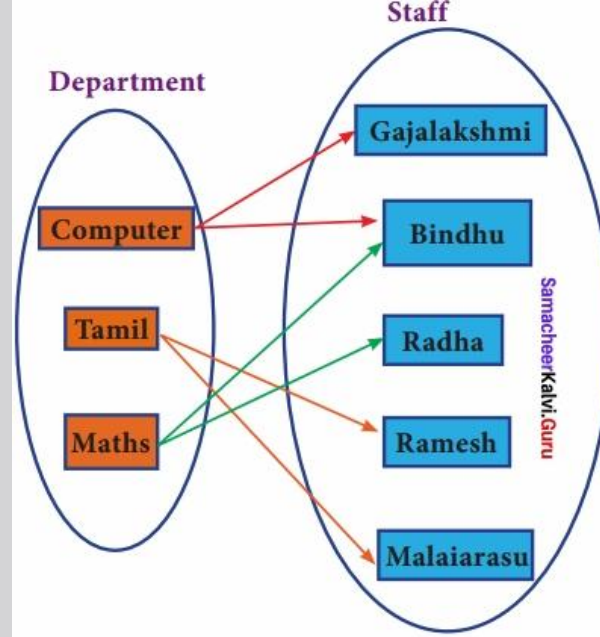 Staff
Department
Gajalakshmi
Computer
Bindhu
Tamil
Radha
Maths
Ramesh
Malaiarasu
SamacheerKalvi.Guru